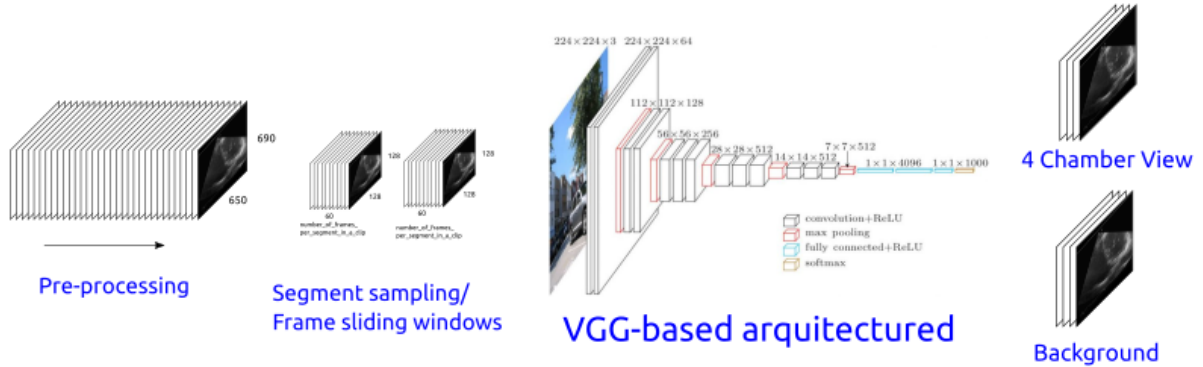 690
650
Pre-processing
128
128
60
number_of_frames_
per_segment_in_a_clip
128
128
60
number_of_frames_
per_segment_in_a_clip
Segment sampling/
Frame sliding windows
224×224×3
224×224×64
112×112×128
56×56×256
28×28×512
14×14×512
7×7×512
1×1×4096
1×1×1000
convolution+ReLU
max pooling
fully connected+ReLU
softmax
VGG-based arquitectured
4 Chamber View
Background